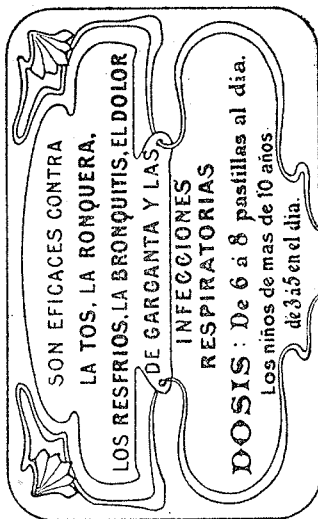 SON EFICACES CONTRA
LA TOS, LA RONQUERA,
LOS RESFRIOS, LA BRONQUITIS, EL DOLOR
DE GARGANTA Y LAS
INFECCIONES
RESPIRATORIAS
DOSIS: De 6 á 8 pastillas al dia.
Los niños de mas de 10 años
de 3 á 5 en el dia.